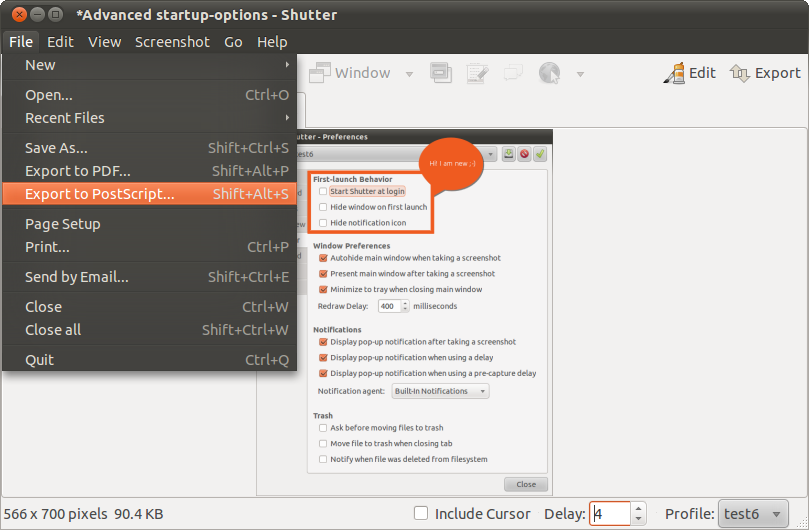 *Advanced startup-options - Shutter
File Edit View Screenshot Go Help
New
Window Edit Export
Open... Ctrl+O
Recent Files
Save As... Shift+Ctrl+S
Export to PDF... Shift+Alt+P
Export to PostScript... Shift+Alt+S
Page Setup
Print... Ctrl+P
Send by Email... Shift+Ctrl+E
Close Ctrl+W
Close all Shift+Ctrl+W
Quit Ctrl+Q
utter - Preferences
test6
Hi! I am new ;-)
First-launch Behavior
Start Shutter at login
Hide window on first launch
Hide notification icon
Window Preferences
Autohide main window when taking a screenshot
Present main window after taking a screenshot
Minimize to tray when closing main window
Redraw Delay: 400 milliseconds
Notifications
Display pop-up notification after taking a screenshot
Display pop-up notification when using a delay
Display pop-up notification when using a pre-capture delay
Notification agent: Built-In Notifications
Trash
Ask before moving files to trash
Move file to trash when closing tab
Notify when file was deleted from filesystem
Close
566 x 700 pixels 90.4 KB Include Cursor Delay: 4 Profile: test6